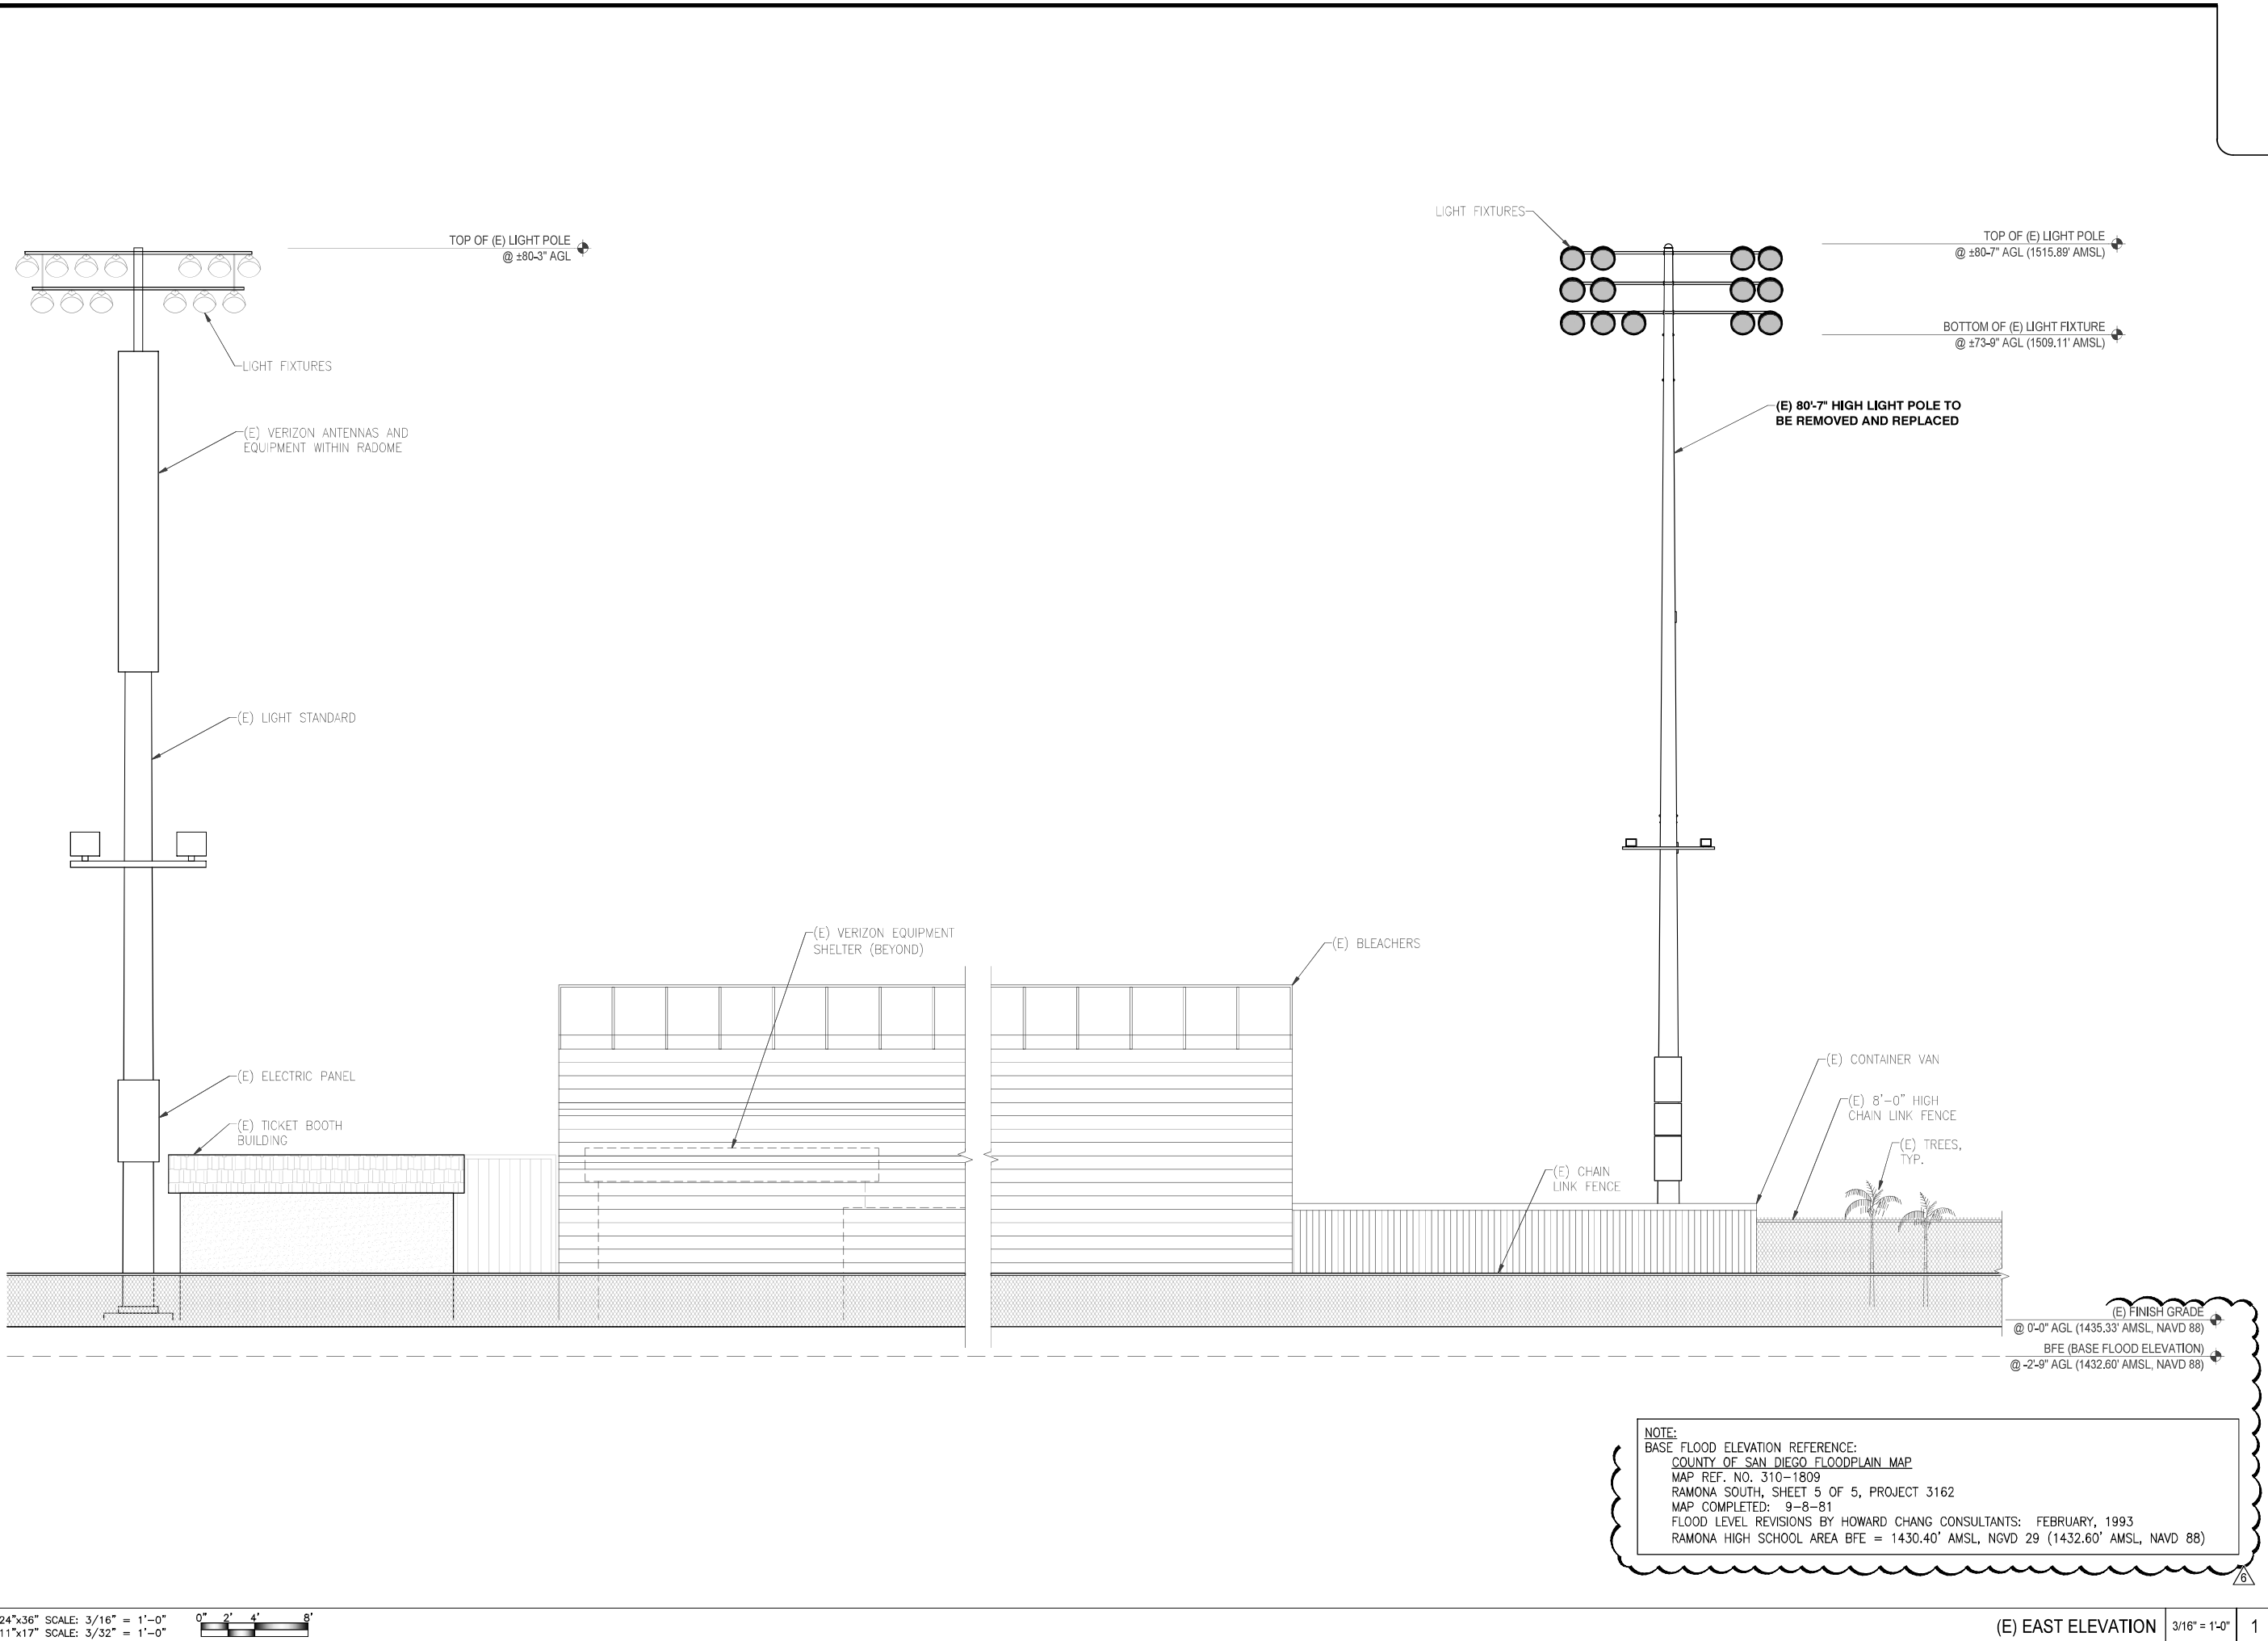 LIGHT FIXTURES
TOP OF (E) LIGHT POLE
@ ±80-3" AGL
TOP OF (E) LIGHT POLE
@ ±80-7" AGL (1515.89' AMSL)
BOTTOM OF (E) LIGHT FIXTURE
@ ±73-9" AGL (1509.11' AMSL)
LIGHT FIXTURES
(E) 80'-7" HIGH LIGHT POLE TO
BE REMOVED AND REPLACED
(E) VERIZON ANTENNAS AND
EQUIPMENT WITHIN RADOME
(E) LIGHT STANDARD
(E) VERIZON EQUIPMENT
SHELTER (BEYOND)
(E) BLEACHERS
(E) ELECTRIC PANEL
(E) TICKET BOOTH
BUILDING
(E) CONTAINER VAN
(E) 8'-0" HIGH
CHAIN LINK FENCE
(E) TREES,
TYP.
(E) CHAIN
LINK FENCE
(E) FINISH GRADE
@ 0'-0" AGL (1435.33' AMSL, NAVD 88)
BFE (BASE FLOOD ELEVATION)
@ -2'-9" AGL (1432.60' AMSL, NAVD 88)
NOTE:
BASE FLOOD ELEVATION REFERENCE:
COUNTY OF SAN DIEGO FLOODPLAIN MAP
MAP REF. NO. 310-1809
RAMONA SOUTH, SHEET 5 OF 5, PROJECT 3162
MAP COMPLETED: 9-8-81
FLOOD LEVEL REVISIONS BY HOWARD CHANG CONSULTANTS: FEBRUARY, 1993
RAMONA HIGH SCHOOL AREA BFE = 1430.40' AMSL, NGVD 29 (1432.60' AMSL, NAVD 88)
6
24"x36" SCALE: 3/16" = 1'-0"
11"x17" SCALE: 3/32" = 1'-0"
0" 2' 4' 8'
(E) EAST ELEVATION
3/16" = 1'-0"
1